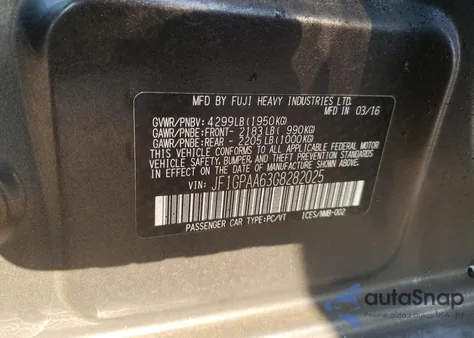 MFD BY FUJI HEAVY INDUSTRIES LTD.
MFD IN 03/16
GVWR/PNBV: 4299LB(1950KG)
GAWR/PNBE:FRONT- 2183LB( 990KG)
GAWR/PNBE:REAR - 2205LB(1000KG)
THIS VEHICLE CONFORMS TO ALL APPLICABLE
FEDERAL MOTOR VEHICLE SAFETY, BUMPER, AND THEFT PREVENTION
STANDARDS IN EFFECT ON THE DATE OF MANUFACTURE SHOWN
ABOVE.
VIN: JF1GPAA63G8282025
PASSENGER CAR TYPE:PC/VT ICES/NMB-002
autoSnap